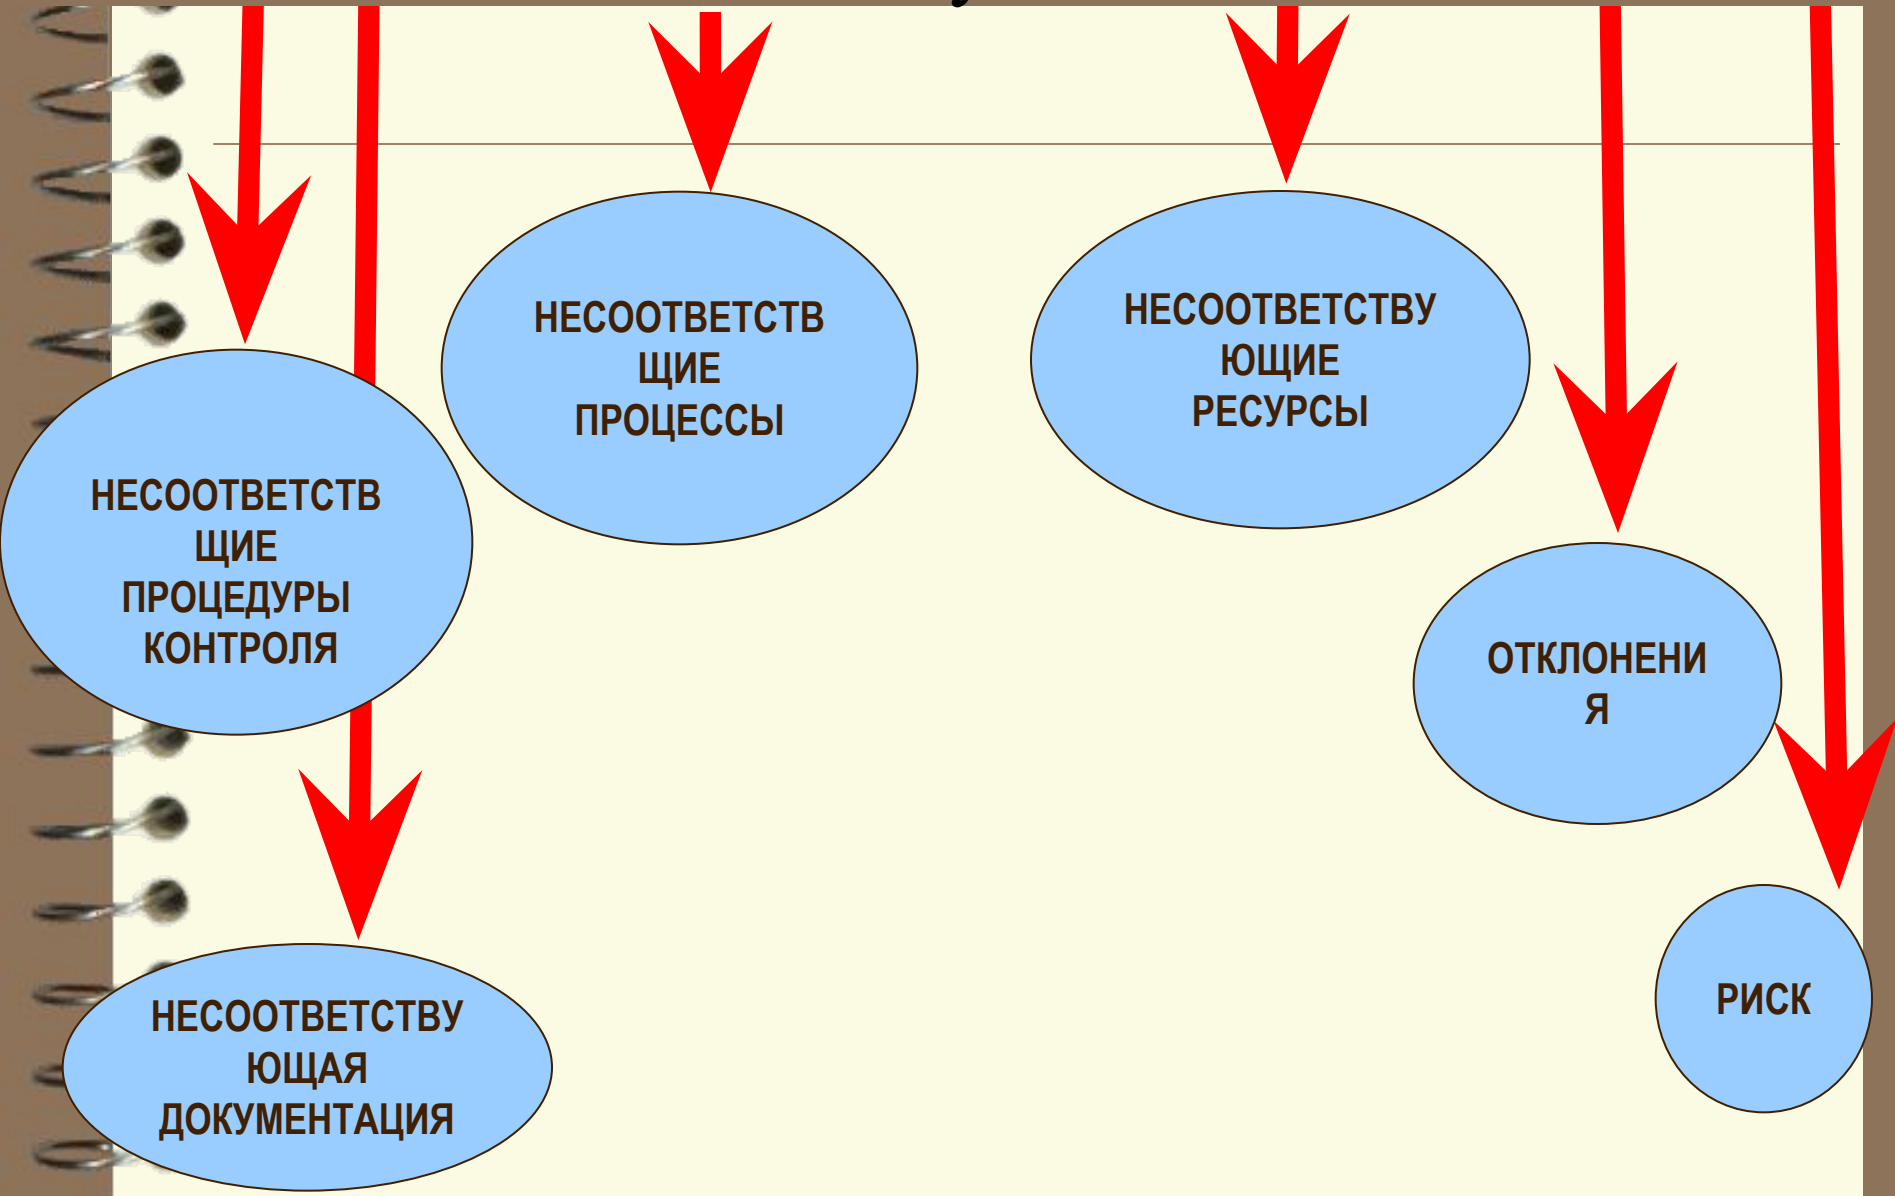 НЕСООТВЕТСТВ
ЩИЕ
ПРОЦЕССЫ
НЕСООТВЕТСТВУ
ЮЩИЕ
РЕСУРСЫ
НЕСООТВЕТСТВ
ЩИЕ
ПРОЦЕДУРЫ
КОНТРОЛЯ
ОТКЛОНЕНИ
Я
НЕСООТВЕТСТВУ
ЮЩАЯ
ДОКУМЕНТАЦИЯ
РИСК